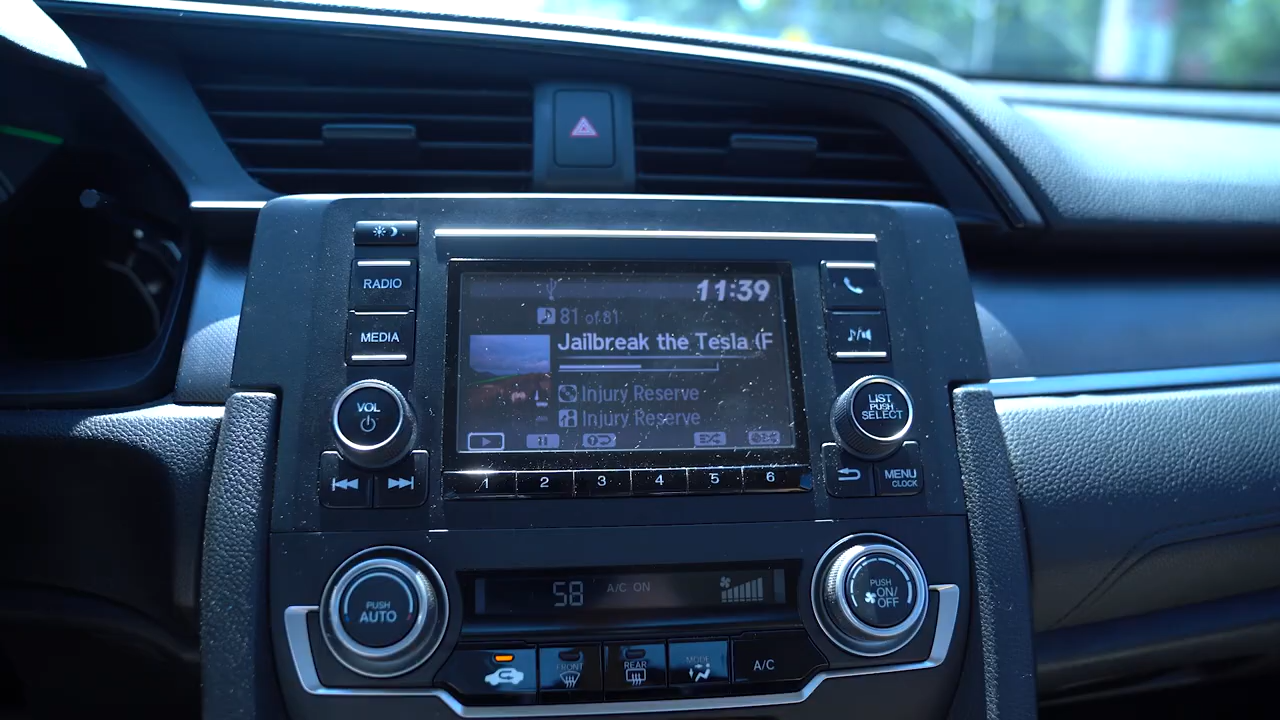 11:39
81 of 81
Jailbreak the Tesla (F
Injury Reserve
Injury Reserve
RADIO
MEDIA
VOL
LIST
PUSH
SELECT
MENU
CLOCK
1 2 3 4 5 6
58 A/C ON
PUSH
AUTO
PUSH
ON/
OFF
FRONT
REAR
MODE
A/C